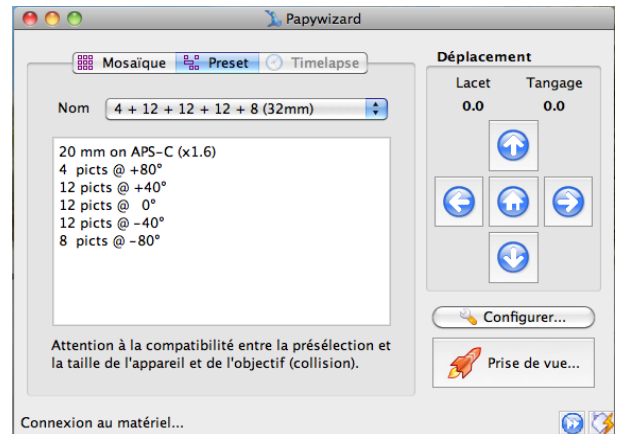 Papywizard
Mosaïque Preset Timelapse
Nom 4 + 12 + 12 + 12 + 8 (32mm)
20 mm on APS-C (x1.6)
4 picts @ +80°
12 picts @ +40°
12 picts @ 0°
12 picts @ -40°
8 picts @ -80°
Attention à la compatibilité entre la présélection et
la taille de l'appareil et de l'objectif (collision).
Déplacement
Lacet Tangage
0.0 0.0
Configurer...
Prise de vue...
Connexion au matériel...